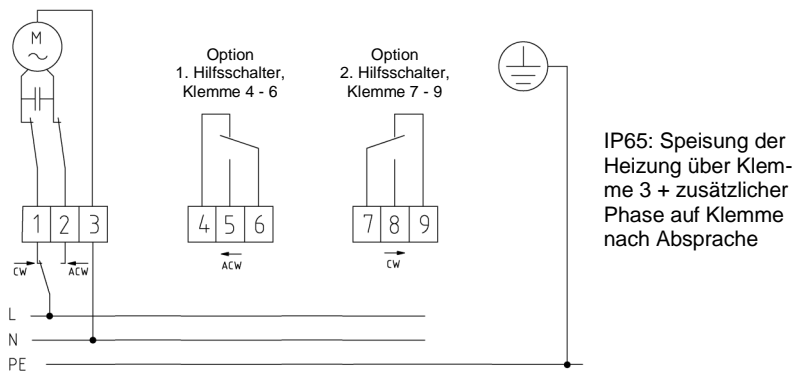 M
~
Option
1. Hilfsschalter,
Klemme 4 - 6
Option
2. Hilfsschalter,
Klemme 7 - 9
IP65: Speisung der
Heizung über Klem-
me 3 + zusätzlicher
Phase auf Klemme
nach Absprache
1 2 3
4 5 6
7 8 9
CW ACW
ACW
CW
L
N
PE